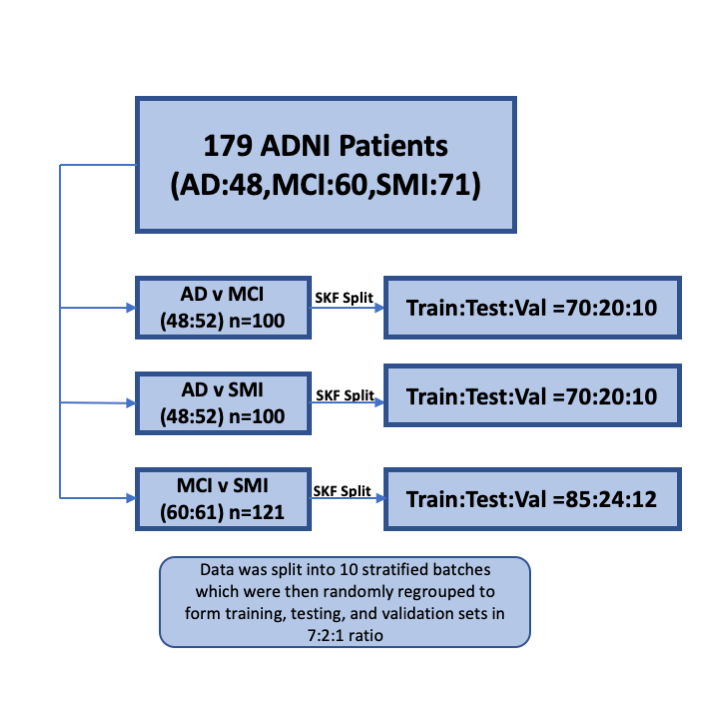 179 ADNI Patients
(AD:48,MCI:60,SMI:71)
AD v MCI
(48:52) n=100
SKF Split
Train:Test:Val =70:20:10
AD v SMI
(48:52) n=100
SKF Split
Train:Test:Val =70:20:10
MCI v SMI
(60:61) n=121
SKF Split
Train:Test:Val =85:24:12
Data was split into 10 stratified batches
which were then randomly regrouped to
form training, testing, and validation sets in
7:2:1 ratio